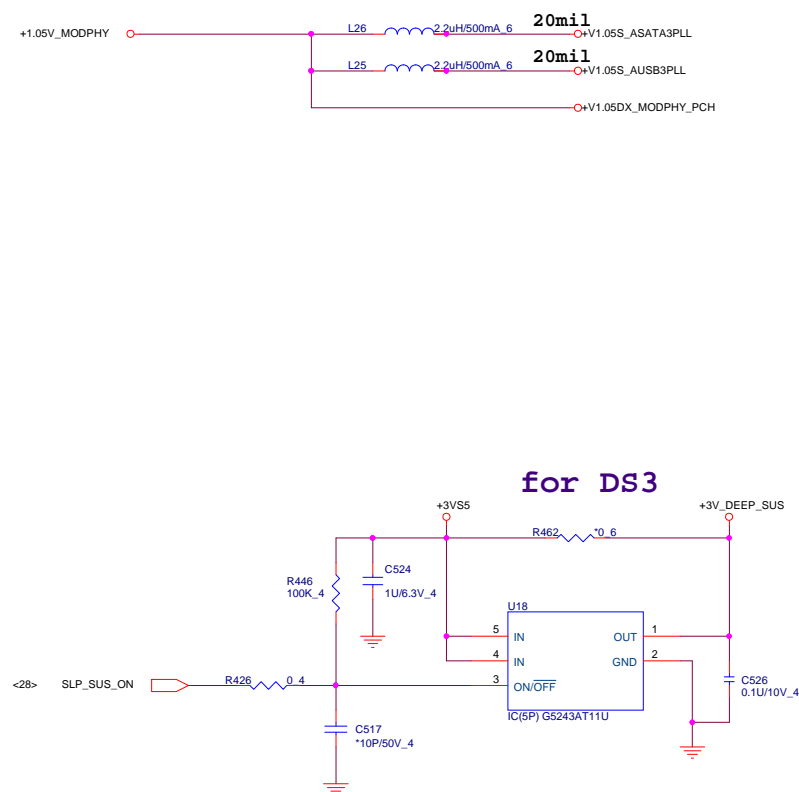 20mil
L26 2.2uH/500mA_6
+1.05V_MODPHY +V1.05S_ASATA3PLL
20mil
L25 2.2uH/500mA_6
+V1.05S_AUSB3PLL
+V1.05DX_MODPHY_PCH
for DS3
+3VS5 +3V_DEEP_SUS
R462 *0_6
C524
1U/6.3V_4
R446
100K_4
U18
5 IN OUT 1
4 IN GND 2
3 ON/OFF
IC(5P) G5243AT11U
<28> SLP_SUS_ON R426 0_4
C526
0.1U/10V_4
C517
*10P/50V_4